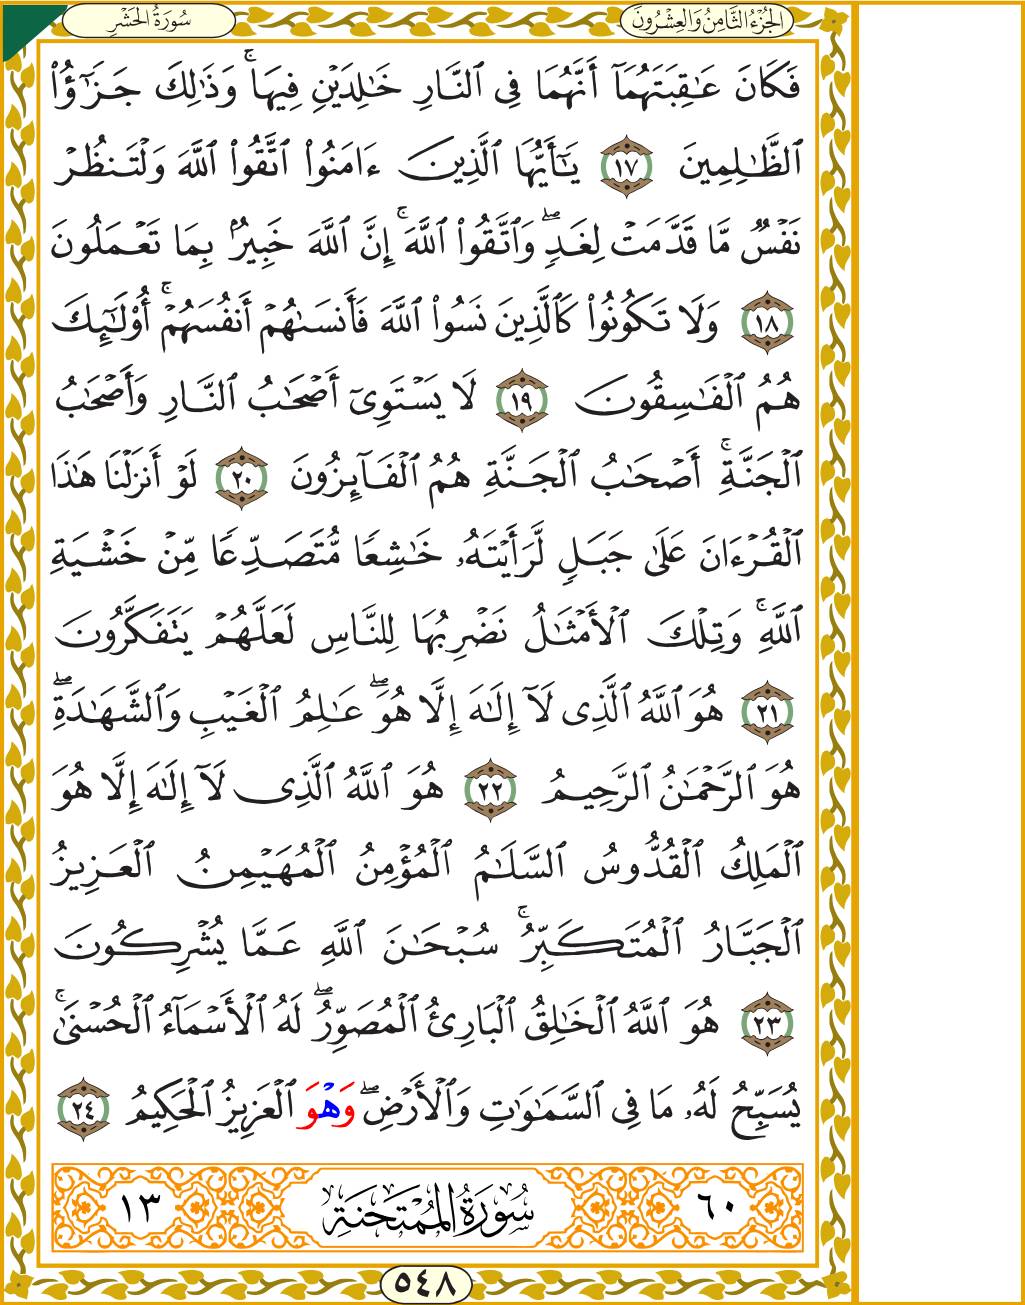 الجُزْءُ الثَّامِنُ وَالعِشْرُونَ
سُورَةُ الحَشْرِ
فَكَانَ عَٰقِبَتَهُمَآ أَنَّهُمَا فِي ٱلنَّارِ خَٰلِدَيْنِ فِيهَاۚ وَذَٰلِكَ جَزَٰٓؤُاْ
ٱلظَّٰلِمِينَ ١٧ يَٰٓأَيُّهَا ٱلَّذِينَ ءَامَنُواْ ٱتَّقُواْ ٱللَّهَ وَلْتَنظُرْ
نَفْسٌ مَّا قَدَّمَتْ لِغَدٍۖ وَٱتَّقُواْ ٱللَّهَۚ إِنَّ ٱللَّهَ خَبِيرٌۢ بِمَا تَعْمَلُونَ
١٨ وَلَا تَكُونُواْ كَٱلَّذِينَ نَسُواْ ٱللَّهَ فَأَنسَىٰهُمْ أَنفُسَهُمْۚ أُوْلَٰٓئِكَ
هُمُ ٱلْفَٰسِقُونَ ١٩ لَا يَسْتَوِيٓ أَصْحَٰبُ ٱلنَّارِ وَأَصْحَٰبُ
ٱلْجَنَّةِۚ أَصْحَٰبُ ٱلْجَنَّةِ هُمُ ٱلْفَآئِزُونَ ٢٠ لَوْ أَنزَلْنَا هَٰذَا
ٱلْقُرْءَانَ عَلَىٰ جَبَلٍ لَّرَأَيْتَهُۥ خَٰشِعًا مُّتَصَدِّعًا مِّنْ خَشْيَةِ
ٱللَّهِۚ وَتِلْكَ ٱلْأَمْثَٰلُ نَضْرِبُهَا لِلنَّاسِ لَعَلَّهُمْ يَتَفَكَّرُونَ
٢١ هُوَ ٱللَّهُ ٱلَّذِي لَآ إِلَٰهَ إِلَّا هُوَۖ عَٰلِمُ ٱلْغَيْبِ وَٱلشَّهَٰدَةِۖ
هُوَ ٱلرَّحْمَٰنُ ٱلرَّحِيمُ ٢٢ هُوَ ٱللَّهُ ٱلَّذِي لَآ إِلَٰهَ إِلَّا هُوَ
ٱلْمَلِكُ ٱلْقُدُّوسُ ٱلسَّلَٰمُ ٱلْمُؤْمِنُ ٱلْمُهَيْمِنُ ٱلْعَزِيزُ
ٱلْجَبَّارُ ٱلْمُتَكَبِّرُۚ سُبْحَٰنَ ٱللَّهِ عَمَّا يُشْرِكُونَ
٢٣ هُوَ ٱللَّهُ ٱلْخَٰلِقُ ٱلْبَارِئُ ٱلْمُصَوِّرُۖ لَهُ ٱلْأَسْمَآءُ ٱلْحُسْنَىٰۚ
يُسَبِّحُ لَهُۥ مَا فِي ٱلسَّمَٰوَٰتِ وَٱلْأَرْضِۖ وَهْوَ ٱلْعَزِيزُ ٱلْحَكِيمُ ٢٤
٦٠ سُورَةُ المُمْتَحَنَةِ ١٣
٥٤٨